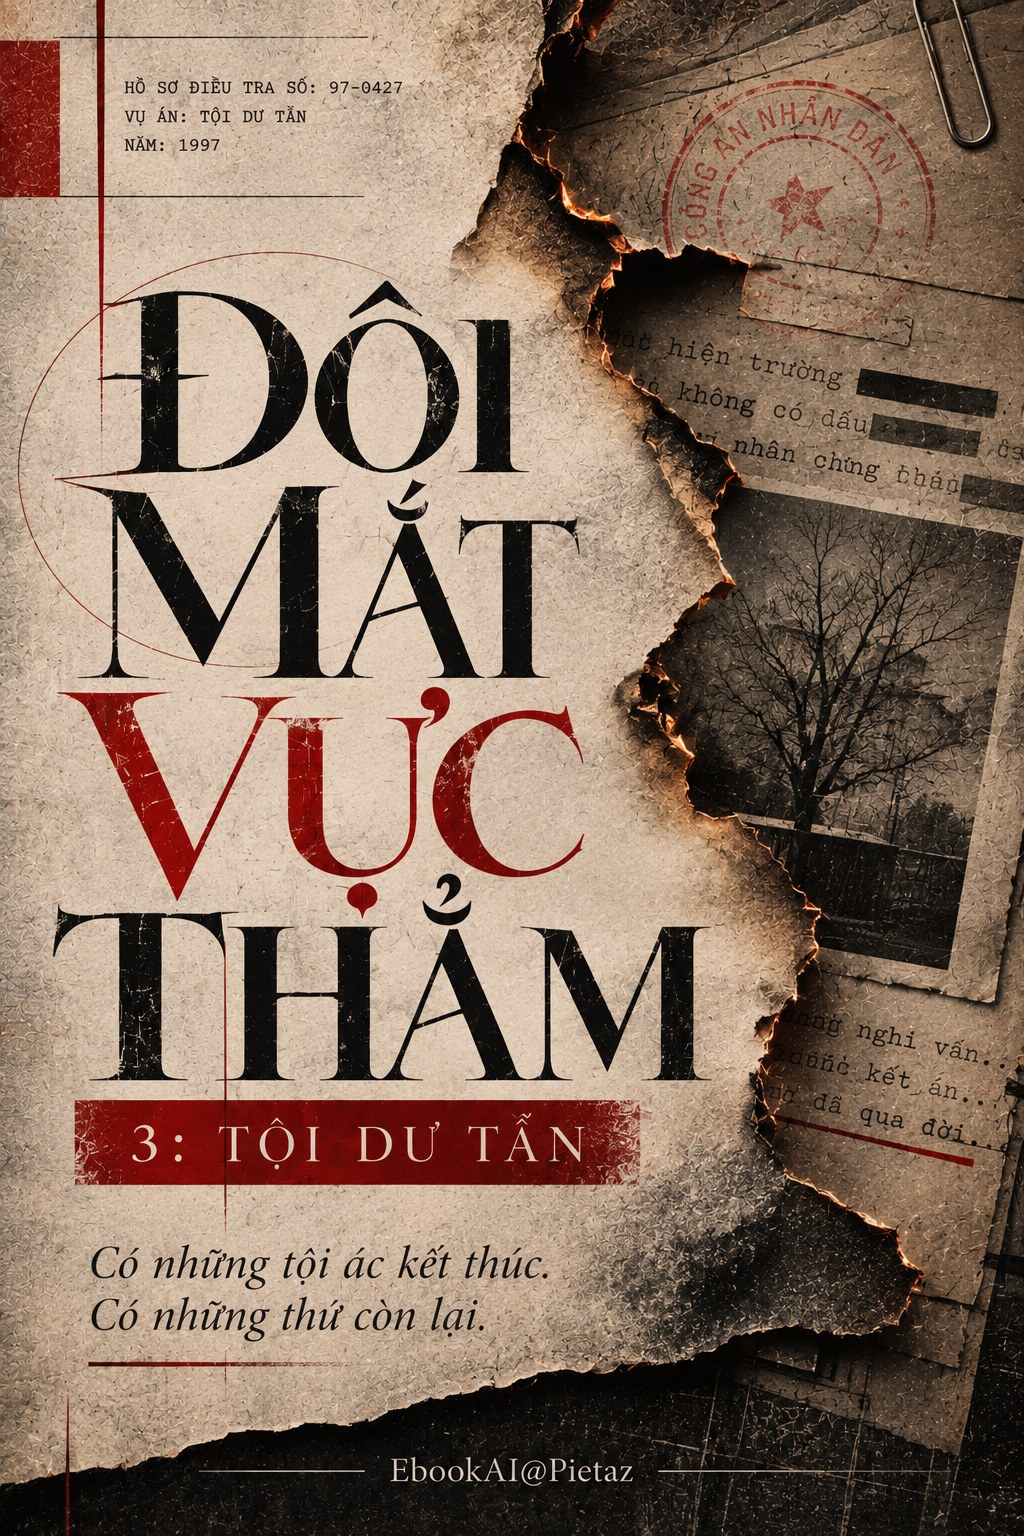 HỒ SƠ ĐIỀU TRA SỐ: 97-0427
VỤ ÁN: TỘI DƯ TẪN
NĂM: 1997
CÔNG AN NHÂN DÂN
hiện trường
không có dấu
nhân chứng
ĐÔI
MẮT
VỰC
THẲM
nghi vấn...
kết án...
đã qua đời...
3: TỘI DƯ TẪN
Có những tội ác kết thúc.
Có những thứ còn lại.
EbookAI@Pietaz